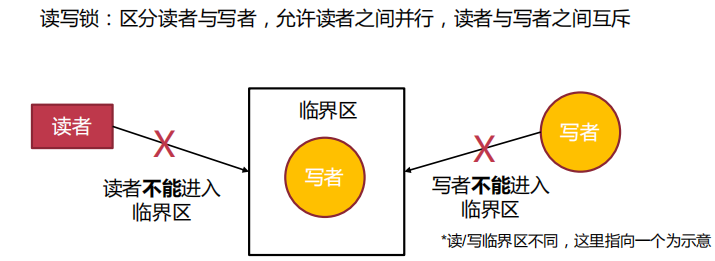 读写锁：区分读者与写者，允许读者之间并行，读者与写者之间互斥
临界区
读者
X
读者不能进入
临界区
写者
X
写者不能进入
临界区
写者
*读/写临界区不同，这里指向一个为示意